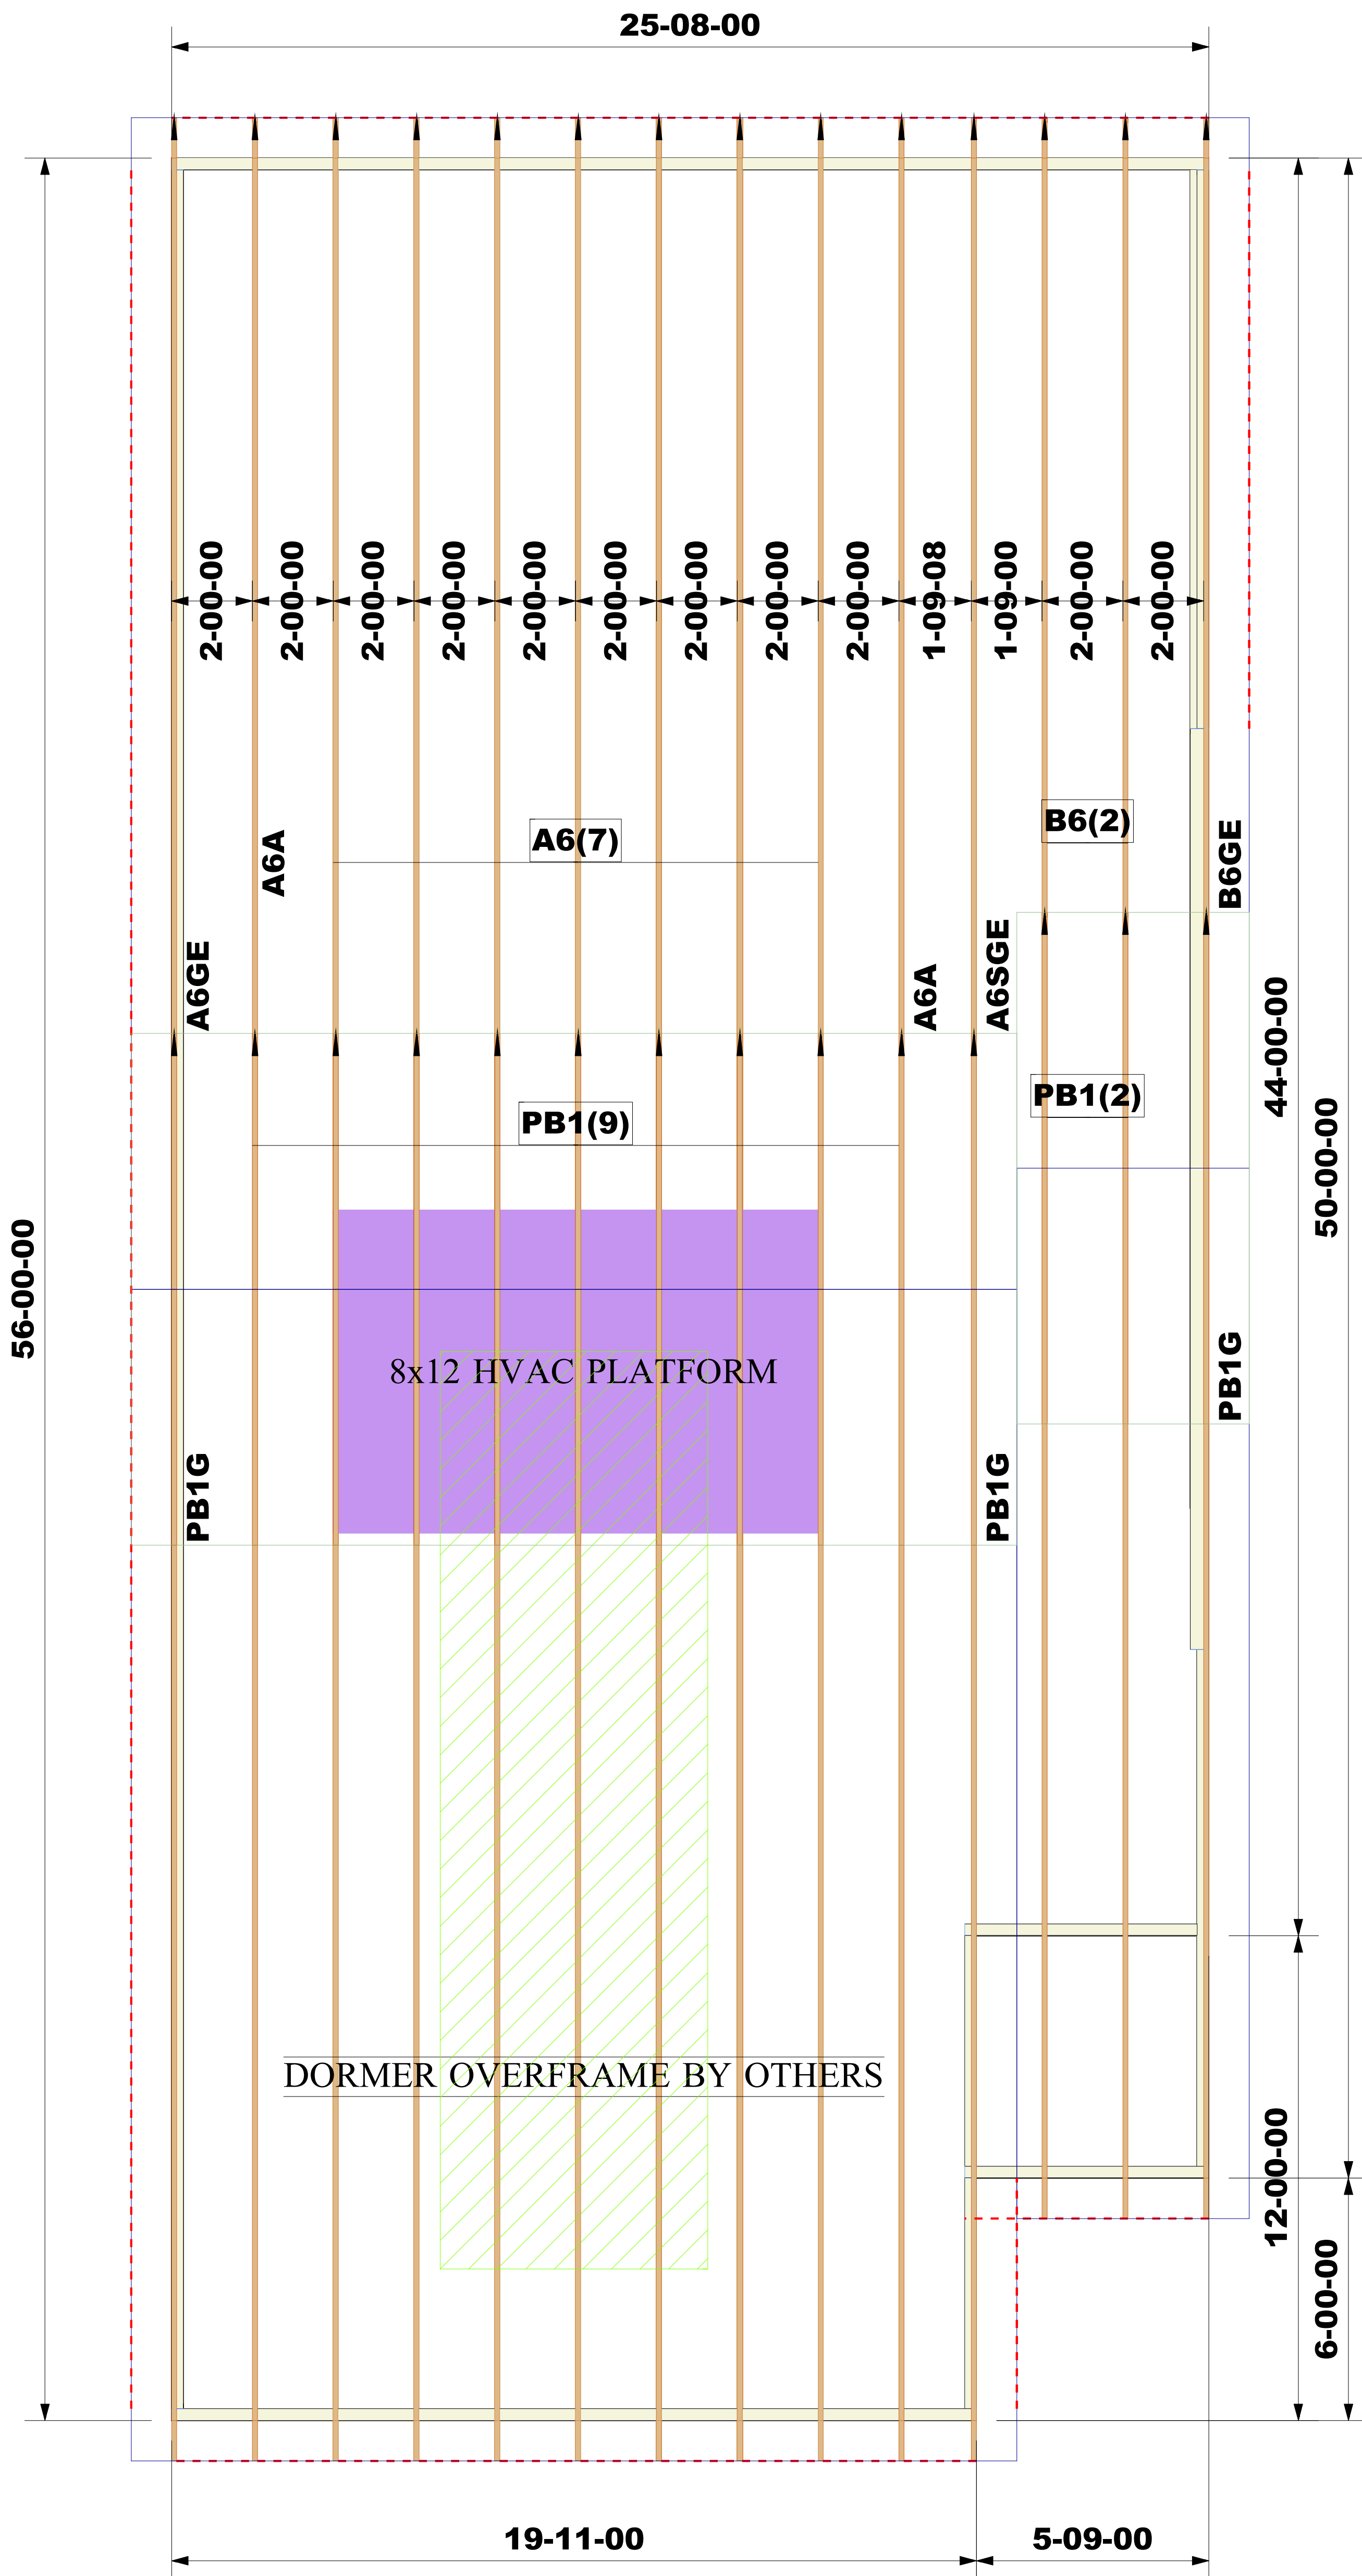 25-08-00
2-00-00
2-00-00
2-00-00
2-00-00
2-00-00
2-00-00
2-00-00
2-00-00
2-00-00
1-09-08
1-09-00
2-00-00
2-00-00
A6A
A6(7)
B6(2)
B6GE
A6GE
A6A
A6SGE
44-00-00
PB1(9)
PB1(2)
50-00-00
56-00-00
8x12 HVAC PLATFORM
PB1G
PB1G
PB1G
DORMER OVERFRAME BY OTHERS
12-00-00
6-00-00
19-11-00
5-09-00